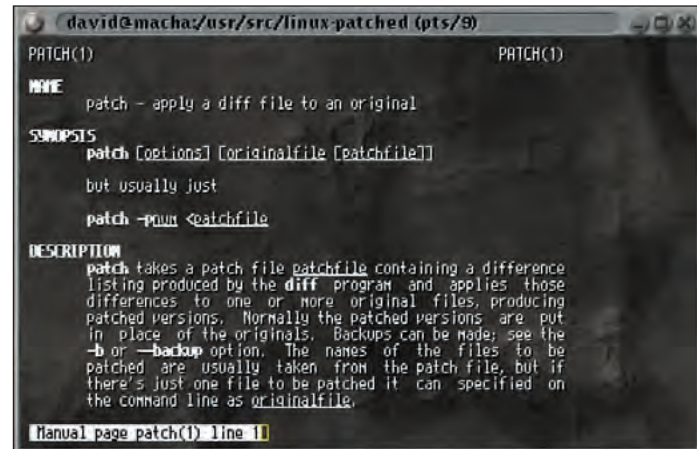 david@macha:/usr/src/linux-patched (pts/9)
PATCH(1) PATCH(1)
NAME
patch - apply a diff file to an original
SYNOPSIS
patch [options] [originalfile [patchfile]]
but usually just
patch -pnum <patchfile
DESCRIPTION
patch takes a patch file patchfile containing a difference
listing produced by the diff program and applies those
differences to one or more original files, producing
patched versions. Normally the patched versions are put
in place of the originals. Backups can be made; see the
-b or --backup option. The names of the files to be
patched are usually taken from the patch file, but if
there's just one file to be patched it can specified on
the command line as originalfile.
Manual page patch(1) line 1